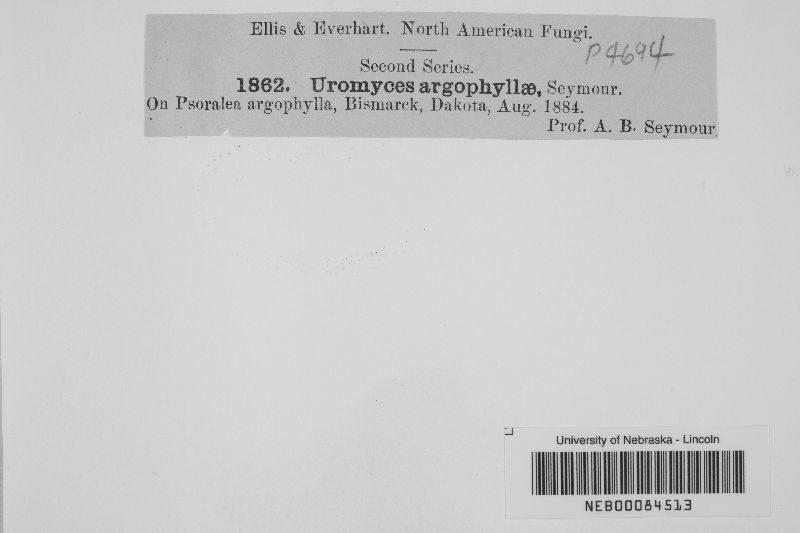 Ellis & Everhart. North American Fungi.
P4694
Second Series.
1862. Uromyces argophyllæ, Seymour.
On Psoralea argophylla, Bismarck, Dakota, Aug. 1884.
Prof. A. B. Seymour.
University of Nebraska - Lincoln
NEB00084513